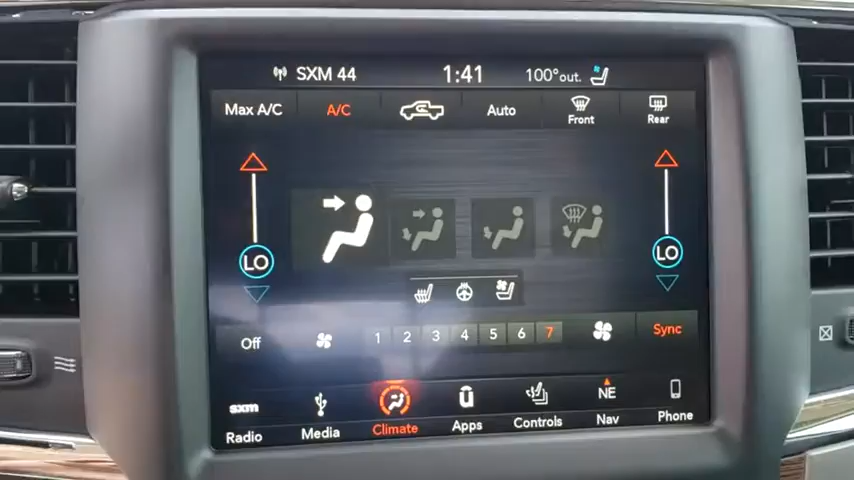 SXM 44 1:41 100° out.
Max A/C A/C Auto Front Rear
LO LO
Off 1 2 3 4 5 6 7 Sync
sxm NE
Radio Media Climate Apps Controls Nav Phone